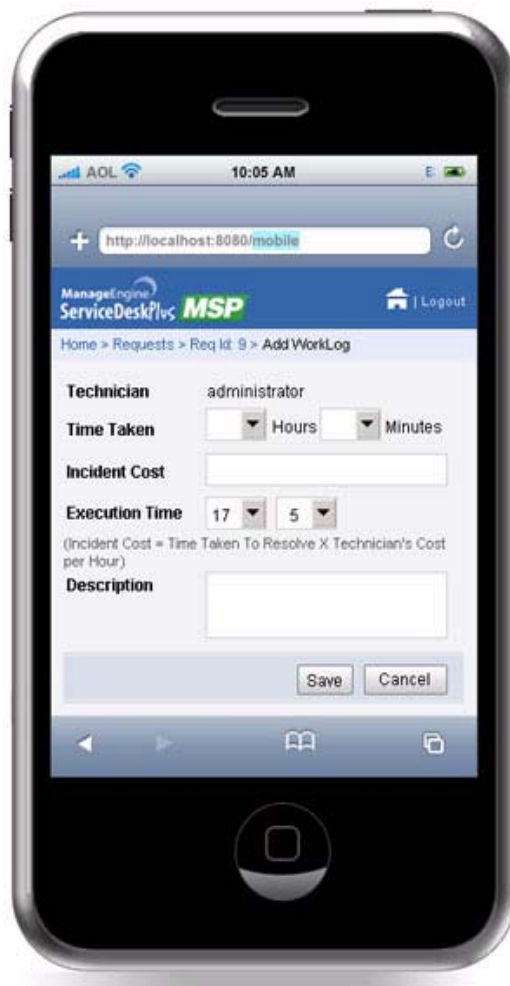 AOL 10:05 AM E
http://localhost:8080/mobile
ManageEngine
ServiceDeskPlus MSP | Logout
Home > Requests > Req Id: 9 > Add WorkLog
Technician administrator
Time Taken Hours Minutes
Incident Cost
Execution Time 17 5
(Incident Cost = Time Taken To Resolve X Technician's Cost
per Hour)
Description
Save Cancel